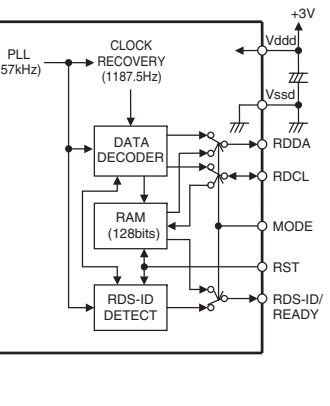 +3V
PLL
57kHz)
CLOCK
RECOVERY
(1187.5Hz)
Vddd
Vssd
DATA
DECODER
RDDA
RDCL
RAM
(128bits)
MODE
RST
RDS-ID
DETECT
RDS-ID/
READY